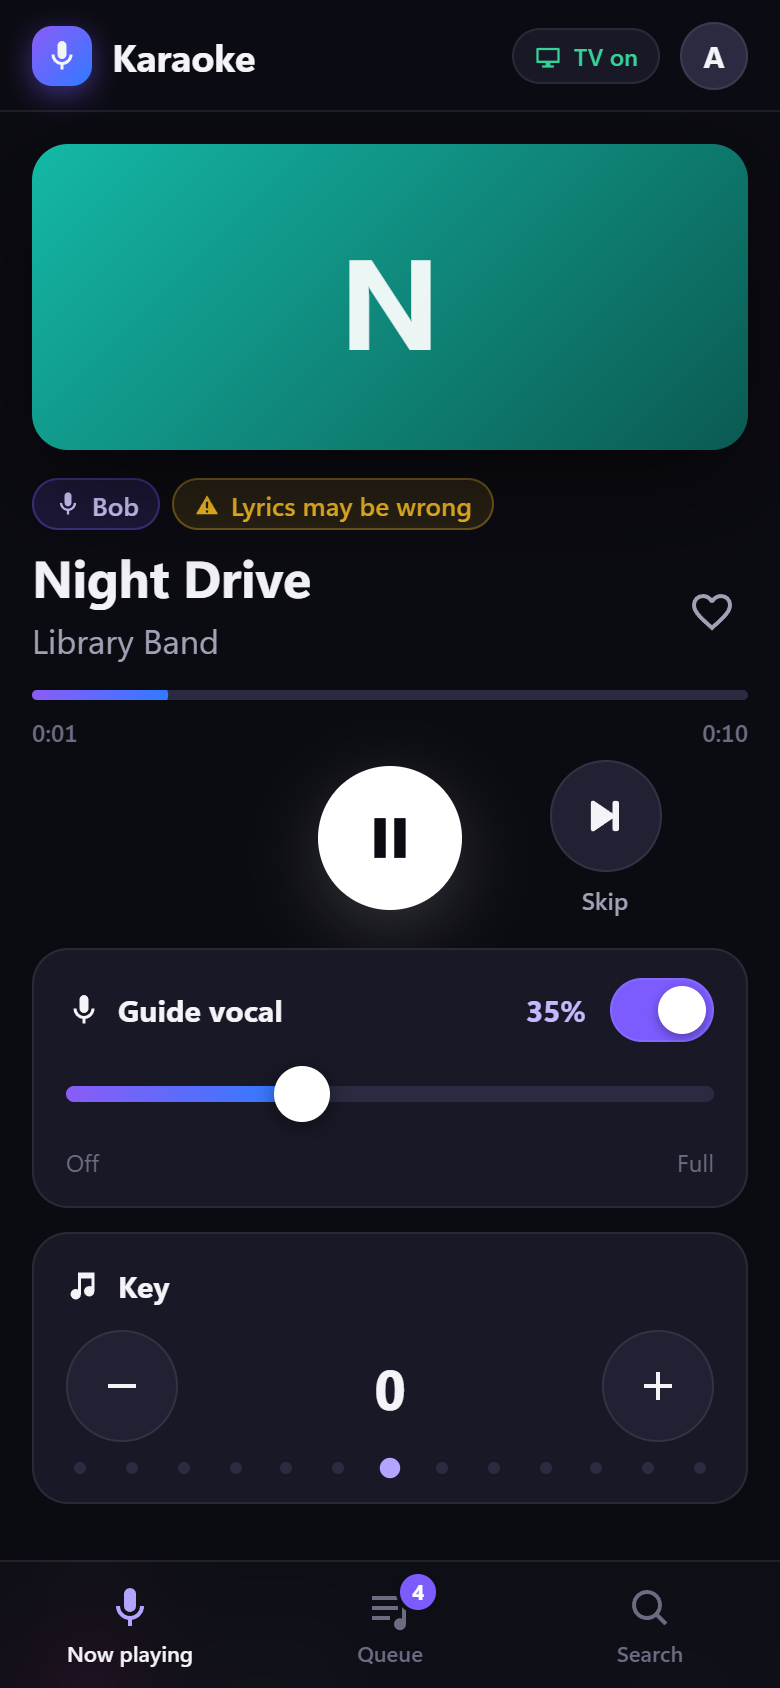 Karaoke
TV on
A
N
Bob
Lyrics may be wrong
Night Drive
Library Band
0:01
0:10
Skip
Guide vocal
35%
Off
Full
Key
0
4
Now playing
Queue
Search